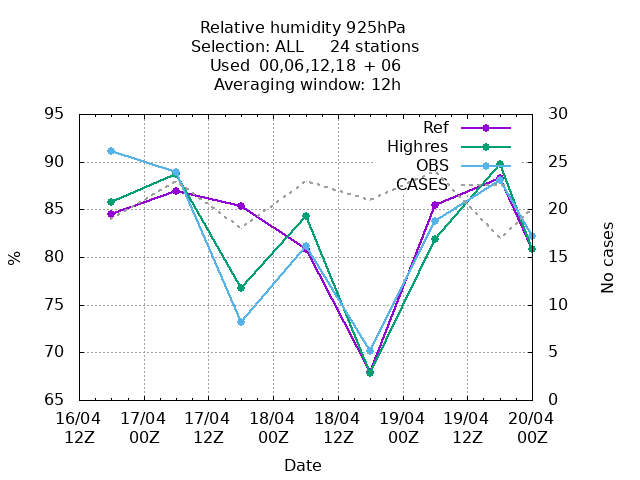 Relative humidity 925hPa
Selection: ALL 24 stations
Used 00,06,12,18 + 06
Averaging window: 12h
95 30
Ref
Highres
90 25
OBS
CASES
85 20
80 15
%
No cases
75 10
70 5
65 0
16/04 17/04 17/04 18/04 18/04 19/04 19/04 20/04
12Z 00Z 12Z 00Z 12Z 00Z 12Z 00Z
Date